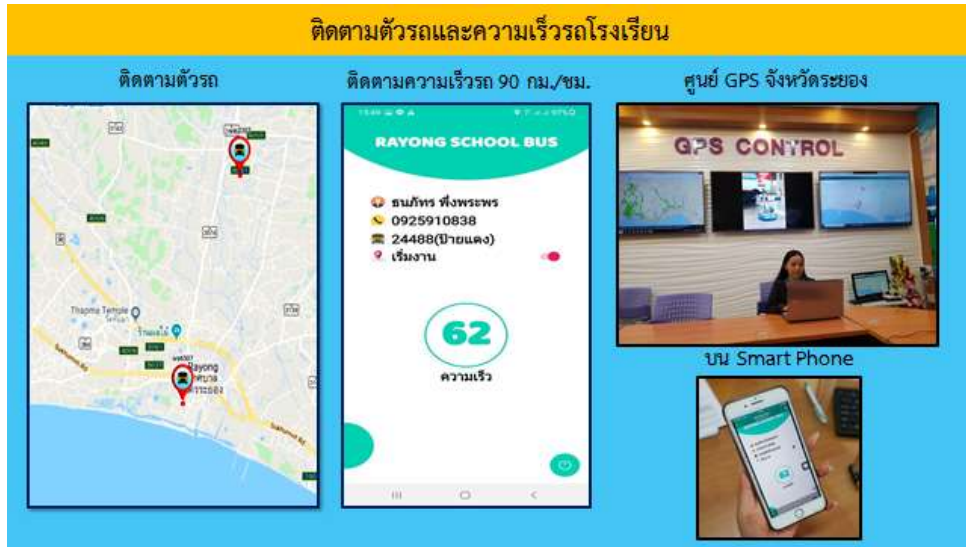 ติดตามตัวรถและความเร็วรถโรงเรียน
ติดตามตัวรถ
ติดตามความเร็วรถ 90 กม./ชม.
ศูนย์ GPS จังหวัดระยอง
Thapma Temple
Rayong
Sukhumvit Rd
RAYONG SCHOOL BUS
ธนภัทร พึ่งพระพร
0925910838
24488(ป้ายแดง)
เริ่มงาน
62
ความเร็ว
GPS CONTROL
บน Smart Phone
62